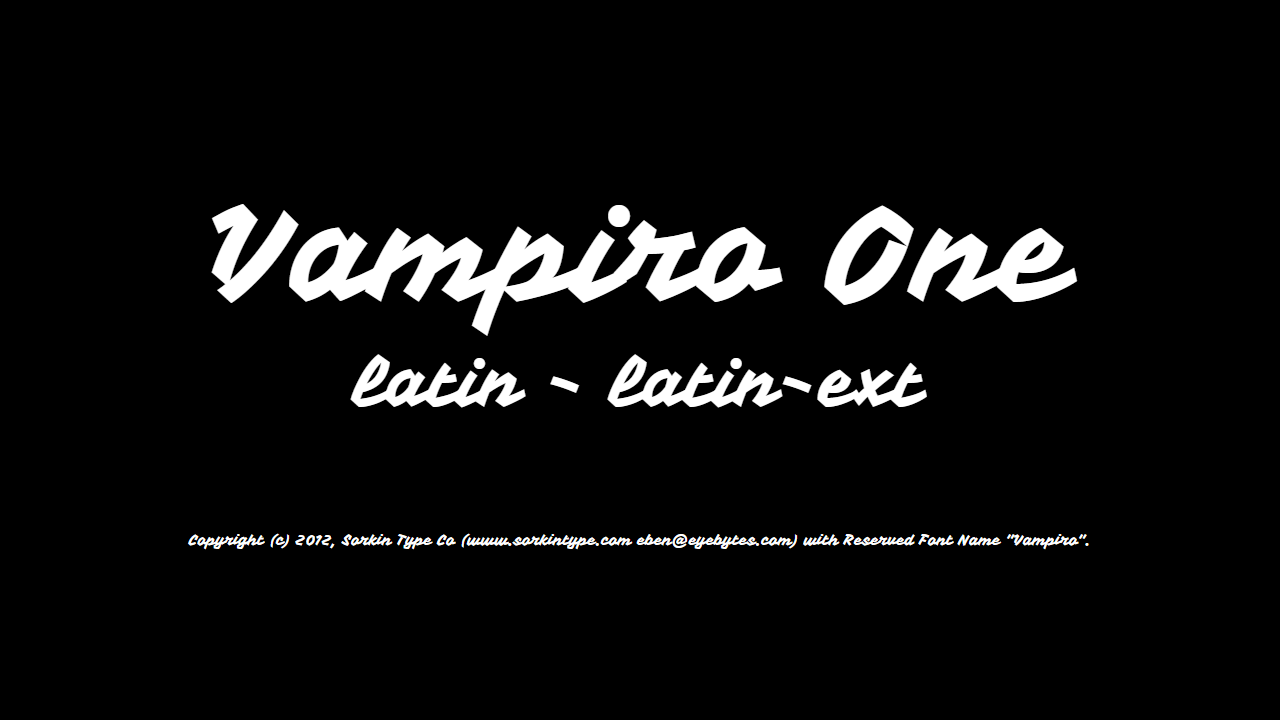 Vampiro One
latin - latin-ext
Copyright (c) 2012, Sorkin Type Co (www.sorkintype.com eben@eyebytes.com) with Reserved Font Name "Vampiro".